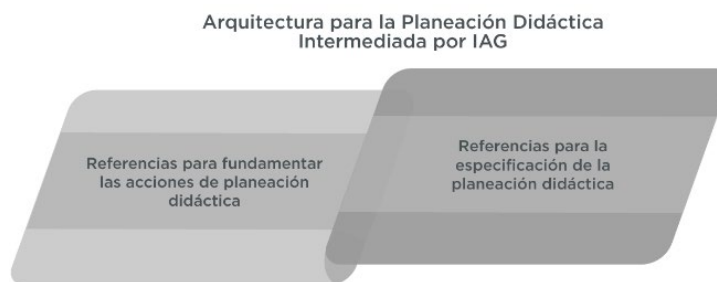 Arquitectura para la Planeación Didáctica
Intermediada por IAG
Referencias para fundamentar
las acciones de planeación
didáctica
Referencias para la
especificación de la
planeación didáctica